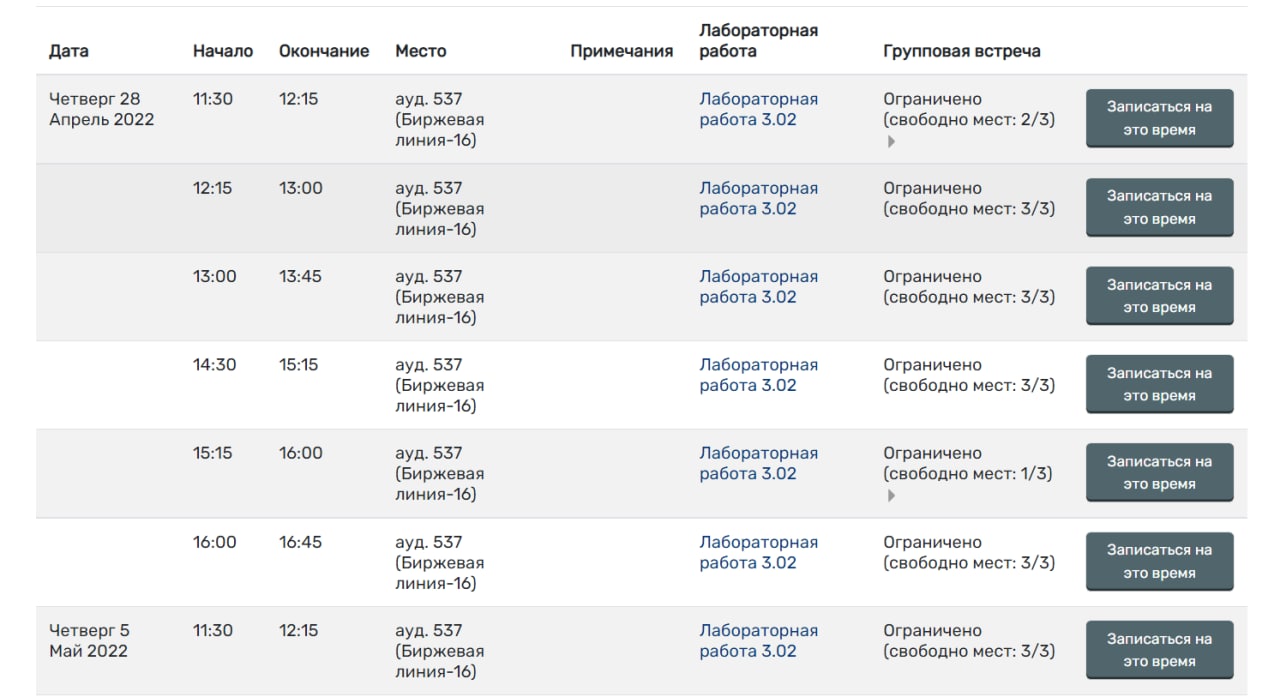 Дата Начало Окончание Место Примечания Лабораторная работа Групповая встреча
Четверг 28 11:30 12:15 ауд. 537 Лабораторная Ограничено Записаться на
Апрель 2022 (Биржевая работа 3.02 (свободно мест: 2/3) это время
линия-16)
12:15 13:00 ауд. 537 Лабораторная Ограничено Записаться на
(Биржевая работа 3.02 (свободно мест: 3/3) это время
линия-16)
13:00 13:45 ауд. 537 Лабораторная Ограничено Записаться на
(Биржевая работа 3.02 (свободно мест: 3/3) это время
линия-16)
14:30 15:15 ауд. 537 Лабораторная Ограничено Записаться на
(Биржевая работа 3.02 (свободно мест: 3/3) это время
линия-16)
15:15 16:00 ауд. 537 Лабораторная Ограничено Записаться на
(Биржевая работа 3.02 (свободно мест: 1/3) это время
линия-16)
16:00 16:45 ауд. 537 Лабораторная Ограничено Записаться на
(Биржевая работа 3.02 (свободно мест: 3/3) это время
линия-16)
Четверг 5 11:30 12:15 ауд. 537 Лабораторная Ограничено Записаться на
Май 2022 (Биржевая работа 3.02 (свободно мест: 3/3) это время
линия-16)